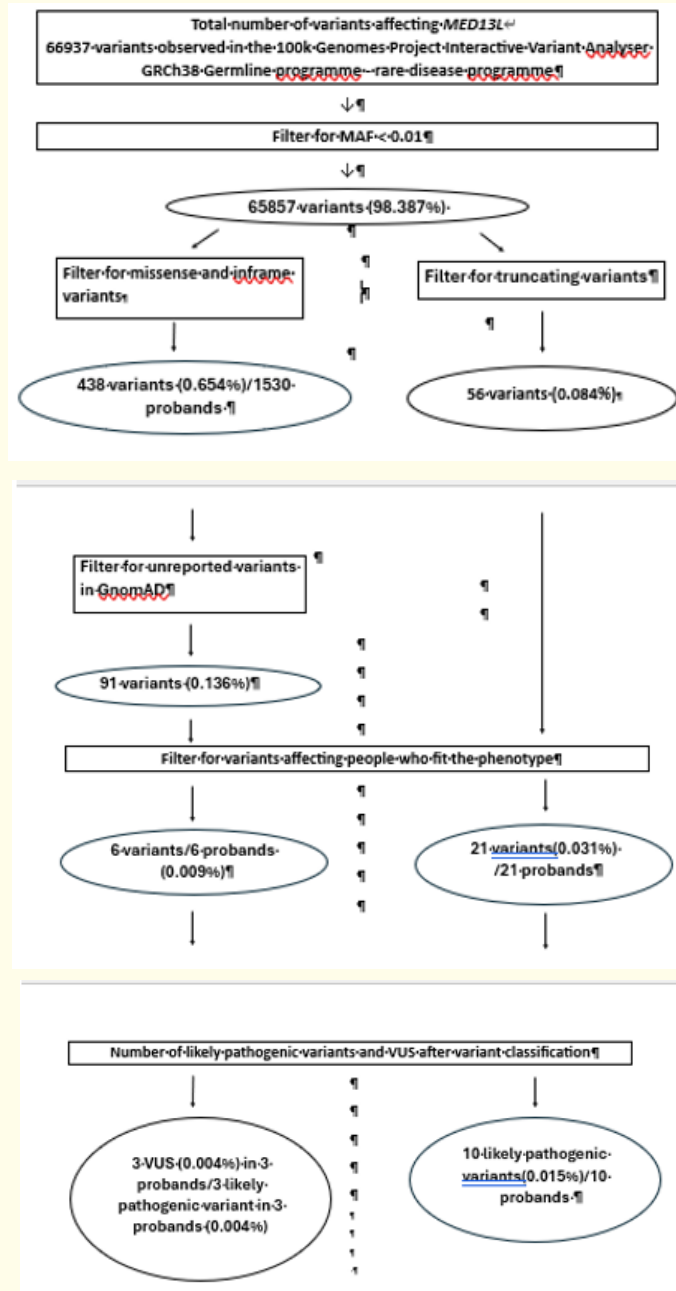 Total number of variants affecting MED13L↵
66937 variants observed in the 100k Genomes Project Interactive Variant Analyser
GRCh38 Germline programme – rare disease programme¶
↓¶
Filter for MAF < 0.01¶
↓¶
65857 variants (98.387%)
¶
Filter for missense and inframe
variants¶
¶
¶
Filter for truncating variants¶
¶
¶
438 variants (0.654%)/1530
probands ¶
56 variants (0.084%)¶
Filter for unreported variants
in GnomAD¶
¶
¶
¶
¶
91 variants (0.136%)¶
¶
¶
¶
Filter for variants affecting people who fit the phenotype¶
¶
¶
6 variants/6 probands
(0.009%)¶
21 variants(0.031%)
/21 probands¶
¶
¶
¶
Number of likely pathogenic variants and VUS after variant classification¶
¶
¶
3 VUS (0.004%) in 3
probands/3 likely
pathogenic variant in 3
probands (0.004%)
10 likely pathogenic
variants(0.015%)/10
probands ¶
¶
¶
¶
¶
¶
¶
¶